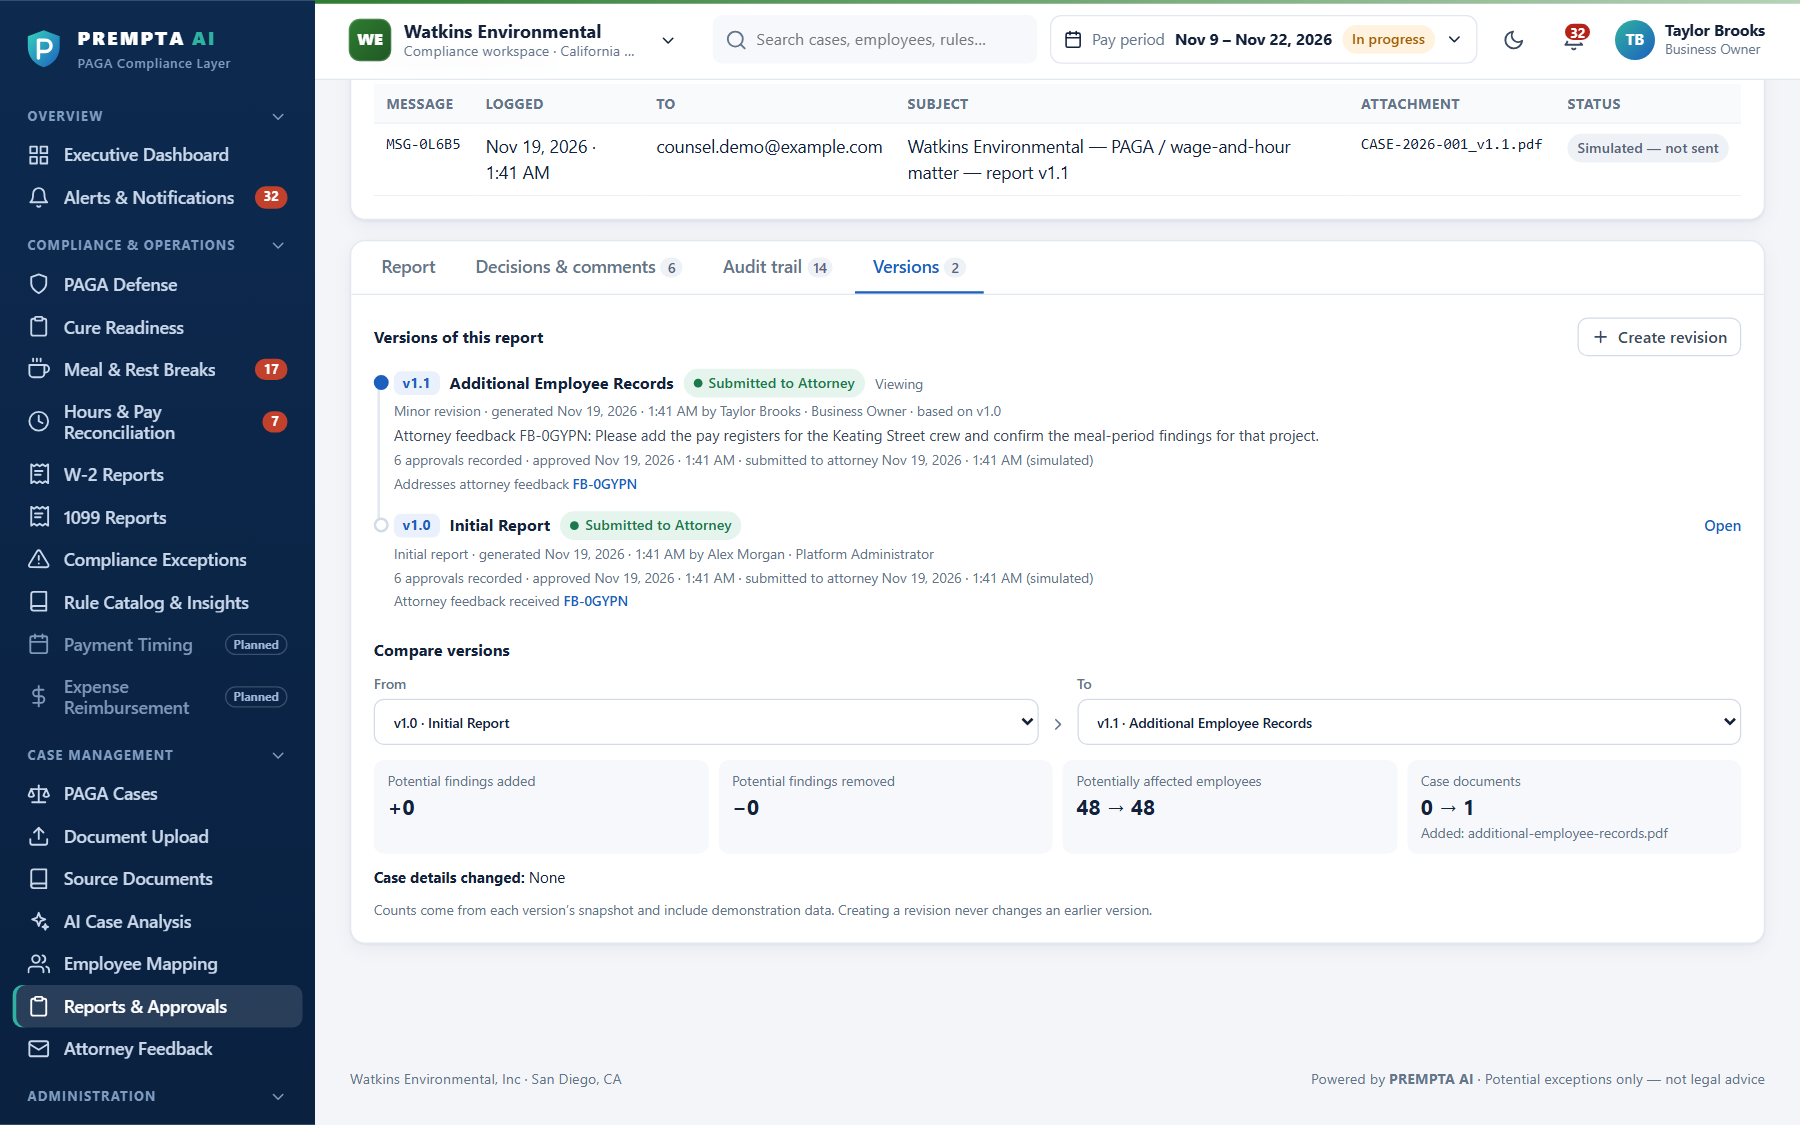 PREMPTA AI
PAGA Compliance Layer
OVERVIEW
Executive Dashboard
Alerts & Notifications 32
COMPLIANCE & OPERATIONS
PAGA Defense
Cure Readiness
Meal & Rest Breaks 17
Hours & Pay
Reconciliation 7
W-2 Reports
1099 Reports
Compliance Exceptions
Rule Catalog & Insights
Payment Timing Planned
Expense
Reimbursement Planned
CASE MANAGEMENT
PAGA Cases
Document Upload
Source Documents
AI Case Analysis
Employee Mapping
Reports & Approvals
Attorney Feedback
ADMINISTRATION
WE
Watkins Environmental
Compliance workspace · California ...
Search cases, employees, rules...
Pay period Nov 9 – Nov 22, 2026 In progress
32
TB
Taylor Brooks
Business Owner
MESSAGE LOGGED TO SUBJECT ATTACHMENT STATUS
MSG-0L6B5 Nov 19, 2026 · counsel.demo@example.com Watkins Environmental — PAGA / wage-and-hour CASE-2026-001_v1.1.pdf Simulated — not sent
1:41 AM matter — report v1.1
Report Decisions & comments 6 Audit trail 14 Versions 2
Versions of this report
+ Create revision
v1.1 Additional Employee Records Submitted to Attorney Viewing
Minor revision · generated Nov 19, 2026 · 1:41 AM by Taylor Brooks · Business Owner · based on v1.0
Attorney feedback FB-0GYPN: Please add the pay registers for the Keating Street crew and confirm the meal-period findings for that project.
6 approvals recorded · approved Nov 19, 2026 · 1:41 AM · submitted to attorney Nov 19, 2026 · 1:41 AM (simulated)
Addresses attorney feedback FB-0GYPN
v1.0 Initial Report Submitted to Attorney Open
Initial report · generated Nov 19, 2026 · 1:41 AM by Alex Morgan · Platform Administrator
6 approvals recorded · approved Nov 19, 2026 · 1:41 AM · submitted to attorney Nov 19, 2026 · 1:41 AM (simulated)
Attorney feedback received FB-0GYPN
Compare versions
From To
v1.0 · Initial Report v1.1 · Additional Employee Records
Potential findings added Potential findings removed Potentially affected employees Case documents
+0 −0 48 → 48 0 → 1
Added: additional-employee-records.pdf
Case details changed: None
Counts come from each version's snapshot and include demonstration data. Creating a revision never changes an earlier version.
Watkins Environmental, Inc · San Diego, CA
Powered by PREMPTA AI · Potential exceptions only — not legal advice